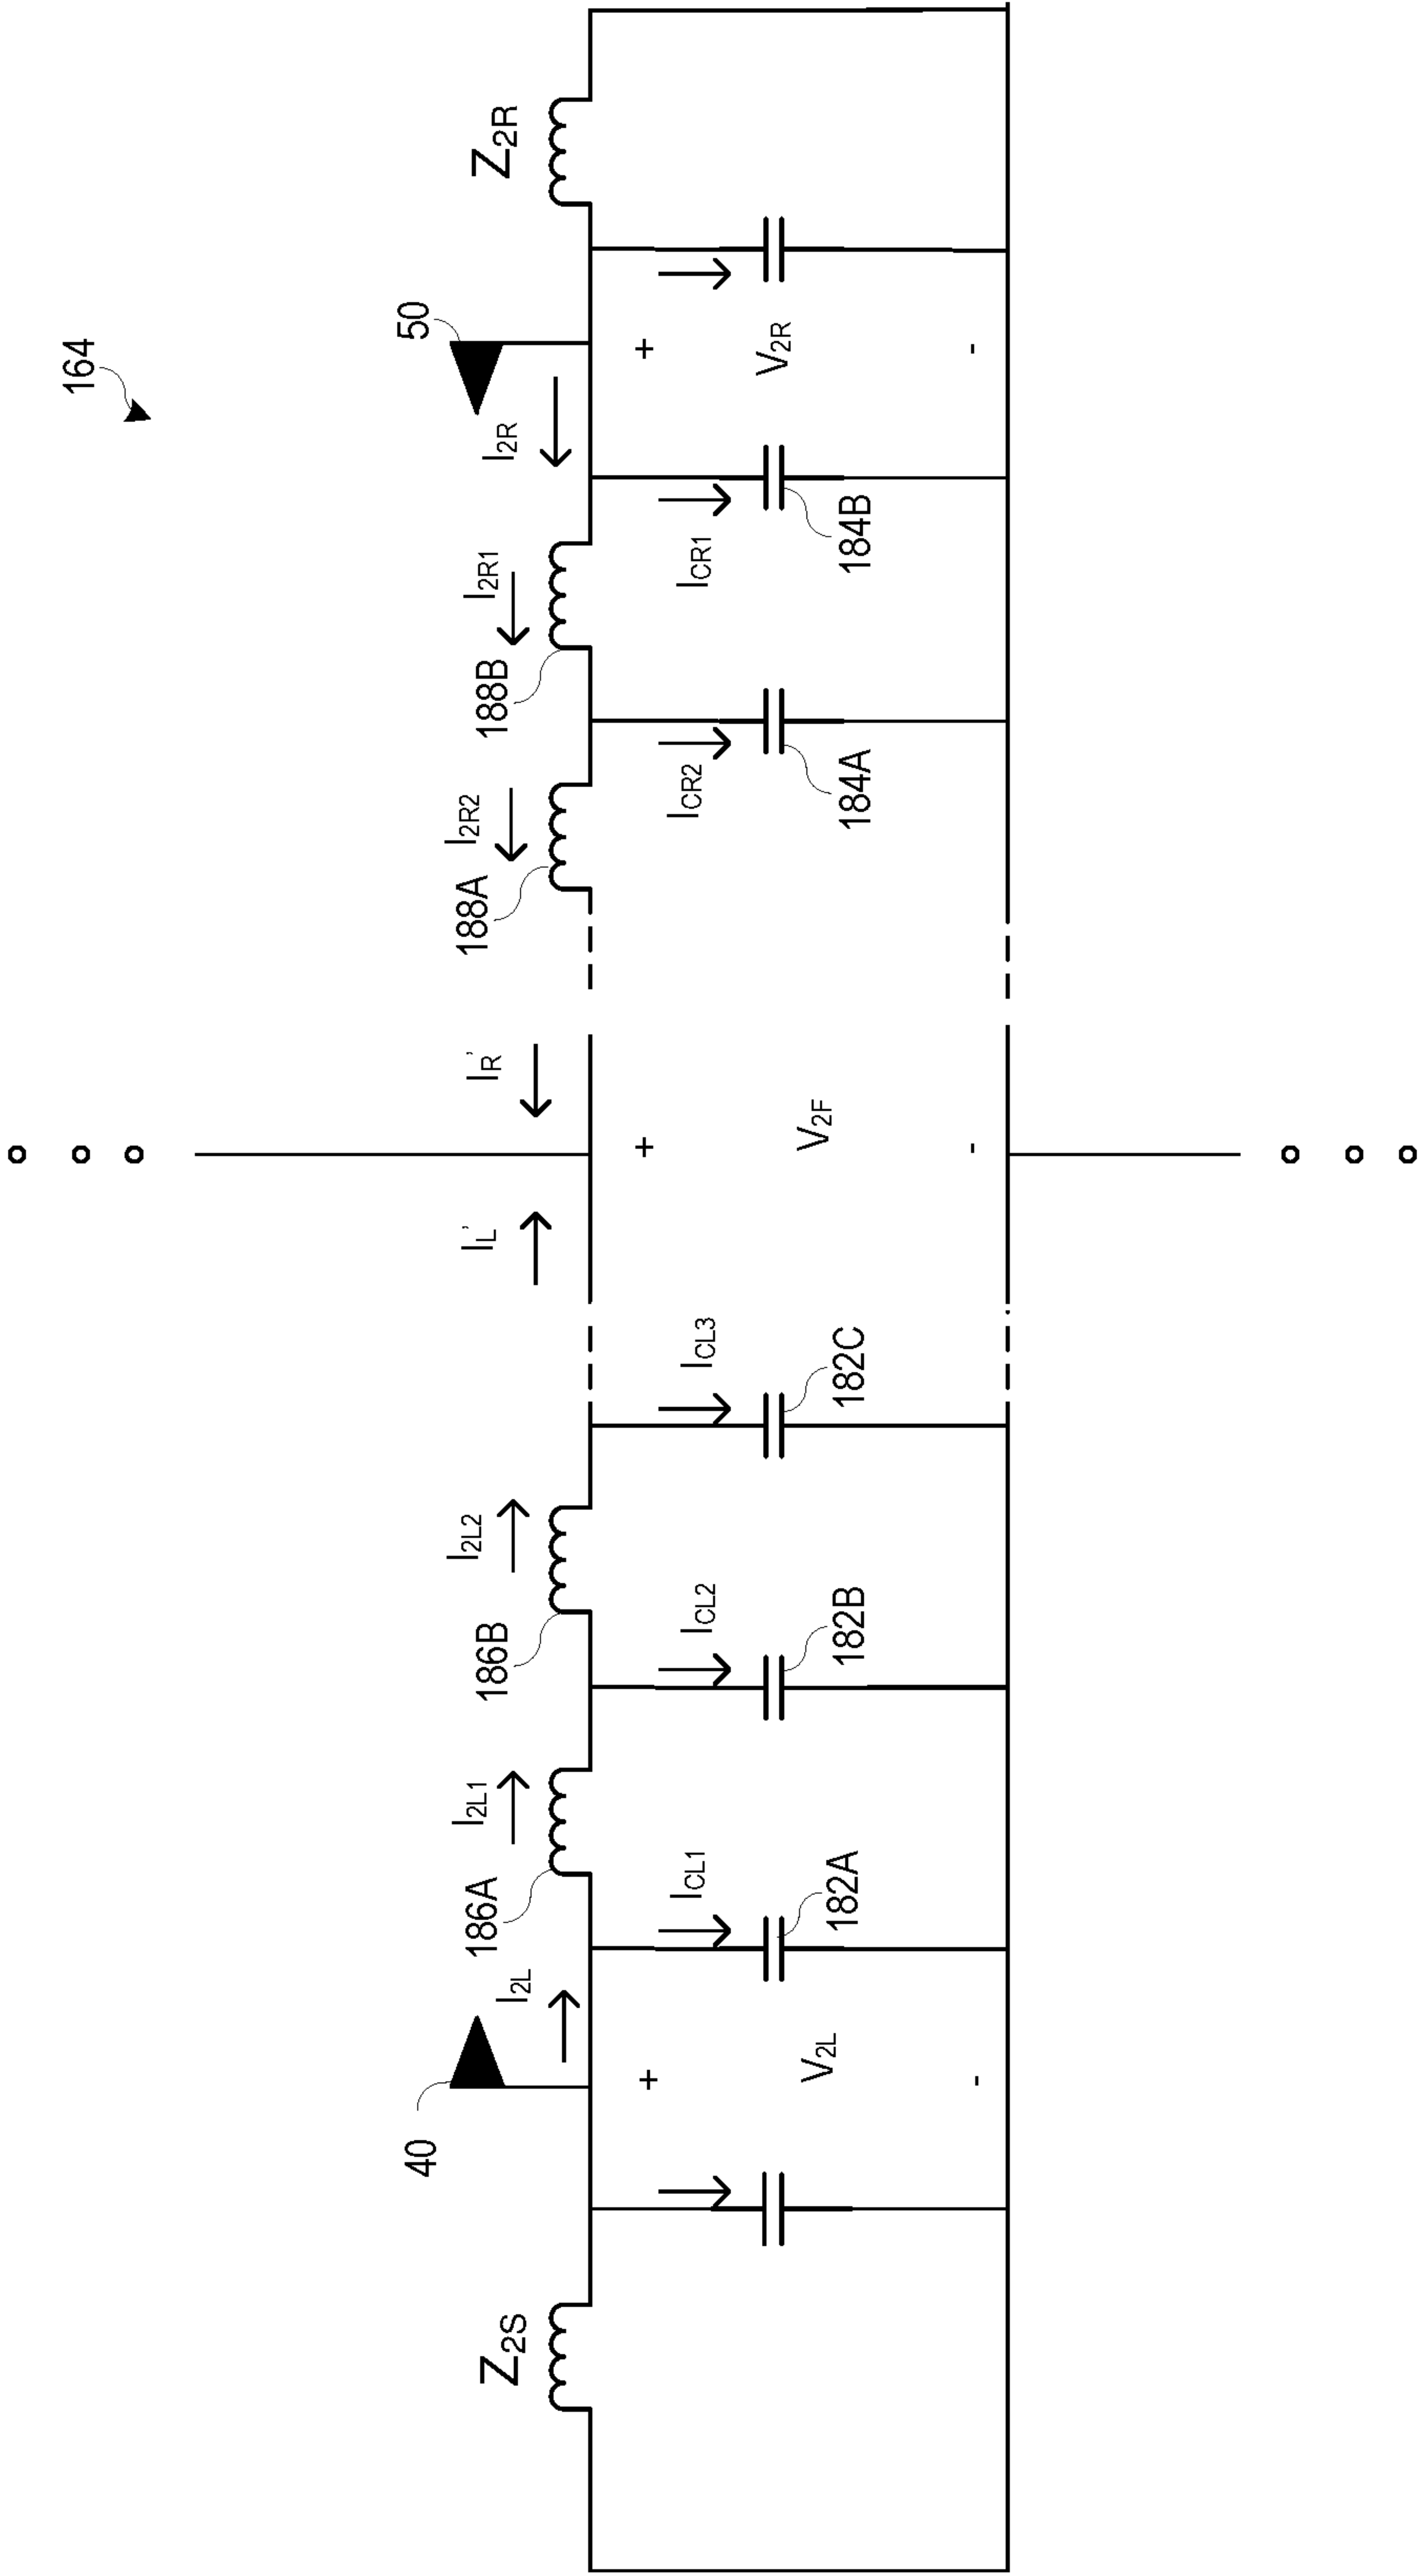 164
40
50
Z2S
I2L
186A
I2L1
186B
I2L2
IL'
IR'
188A
I2R2
188B
I2R1
I2R
Z2R
+
V2L
-
ICL1
182A
ICL2
182B
ICL3
182C
+
V2F
-
ICR2
184A
ICR1
184B
+
V2R
-